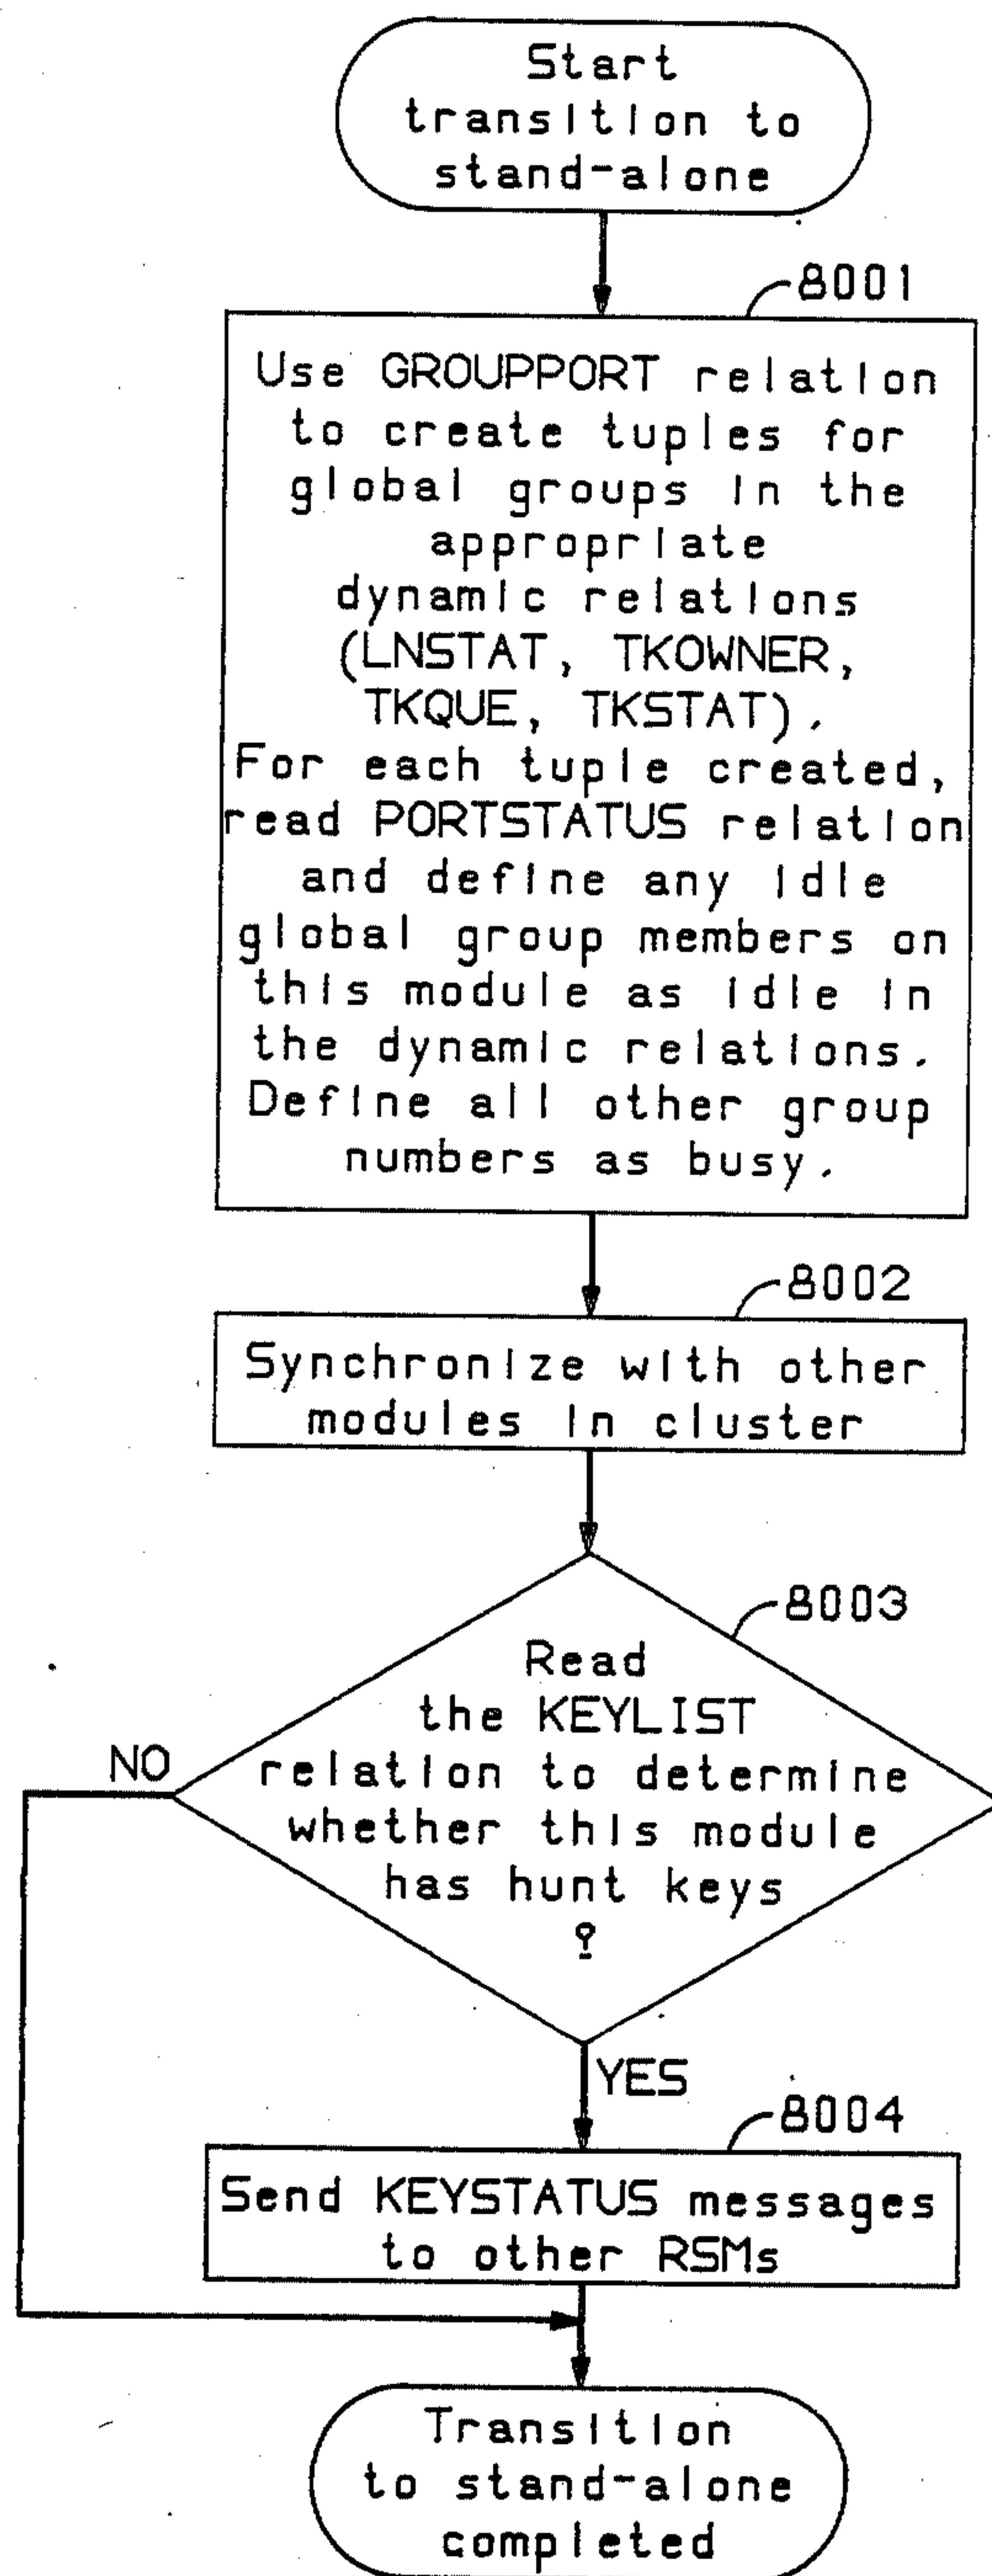 Start
transition to
stand-alone
8001
Use GROUPPORT relation
to create tuples for
global groups in the
appropriate
dynamic relations
(LNSTAT, TKOWNER,
TKQUE, TKSTAT).
For each tuple created,
read PORTSTATUS relation
and define any idle
global group members on
this module as idle in
the dynamic relations.
Define all other group
numbers as busy.
8002
Synchronize with other
modules in cluster
8003
Read
the KEYLIST
relation to determine
whether this module
has hunt keys
?
NO
YES
8004
Send KEYSTATUS messages
to other RSMs
Transition
to stand-alone
completed